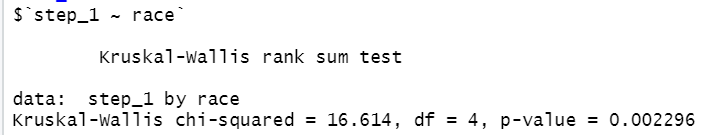 $`step_1 ~ race`
Kruskal-Wallis rank sum test
data:  step_1 by race
Kruskal-Wallis chi-squared = 16.614, df = 4, p-value = 0.002296